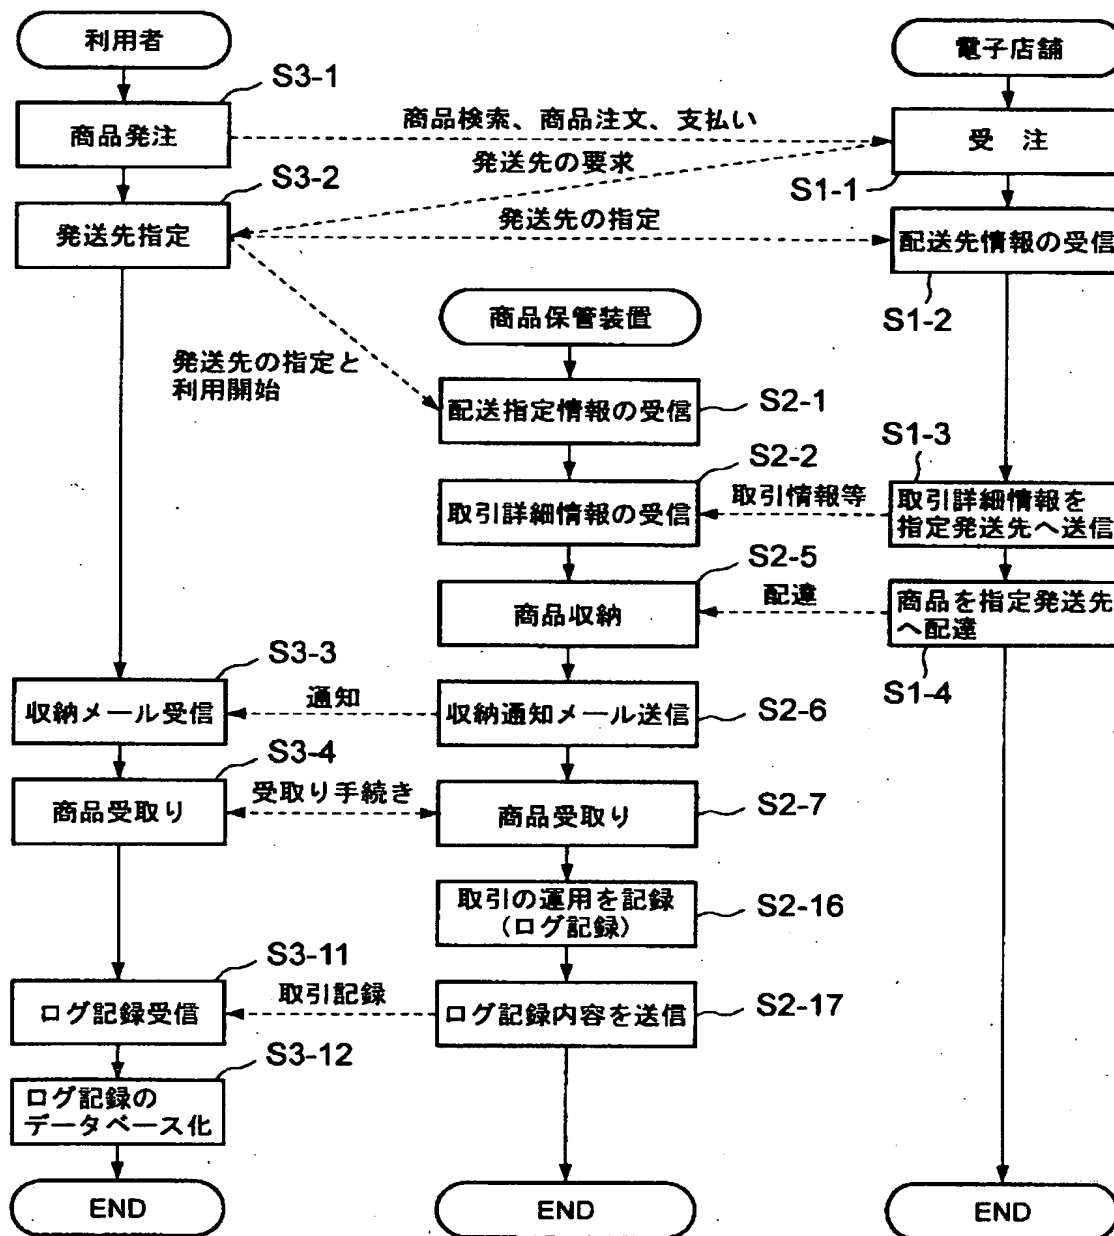 利用者
電子店舗
S3-1
商品発注
商品検索、商品注文、支払い
受 注
S3-2
発送先の要求
S1-1
発送先指定
発送先の指定
配送先情報の受信
S1-2
商品保管装置
発送先の指定と
利用開始
配送指定情報の受信
S2-1
S2-2
S1-3
取引詳細情報の受信
取引情報等
取引詳細情報を
指定発送先へ送信
S2-5
商品収納
配達
商品を指定発送先
へ配達
S1-4
S3-3
収納メール受信
通知
収納通知メール送信
S2-6
S3-4
商品受取り
受取り手続き
商品受取り
S2-7
取引の運用を記録
(ログ記録)
S2-16
S3-11
ログ記録受信
取引記録
ログ記録内容を送信
S2-17
S3-12
ログ記録の
データベース化
END
END
END